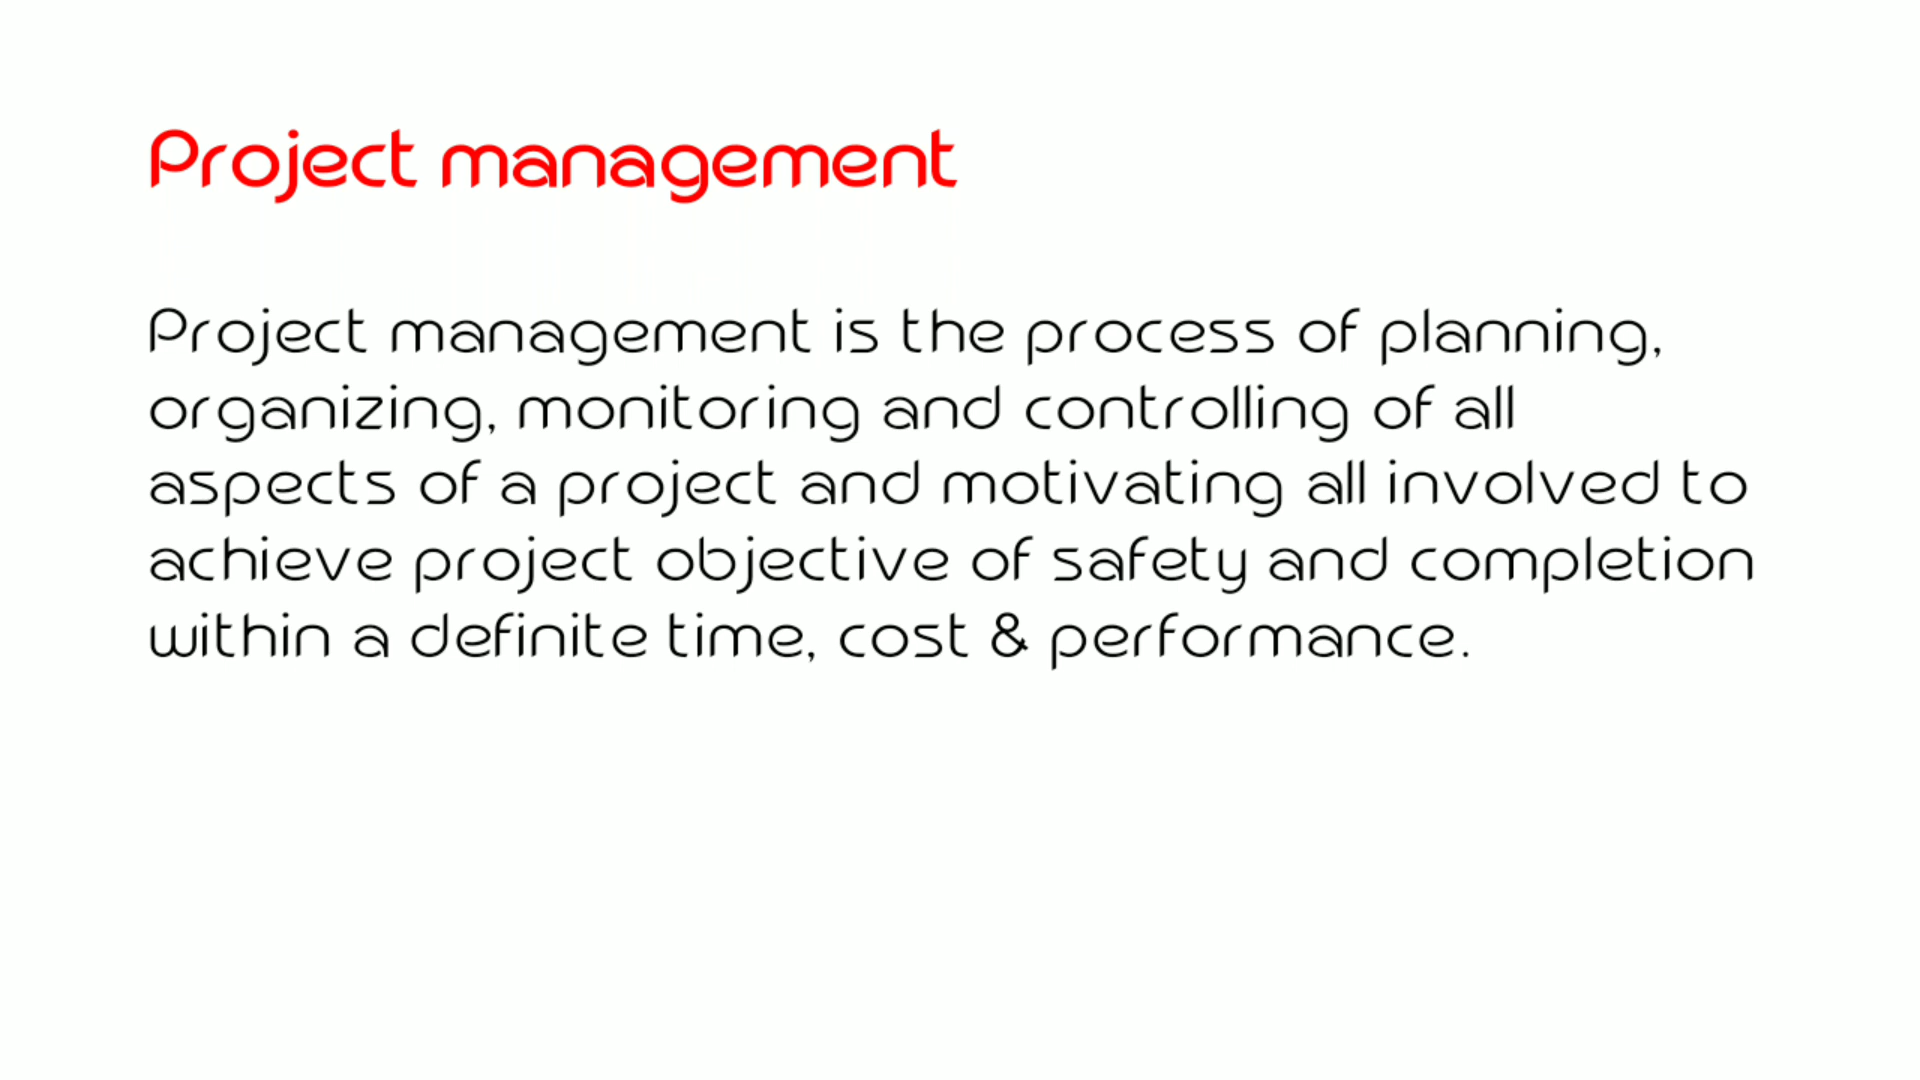 Project management
Project management is the process of planning,
organizing, monitoring and controlling of all
aspects of a project and motivating all involved to
achieve project objective of safety and completion
within a definite time, cost & performance.